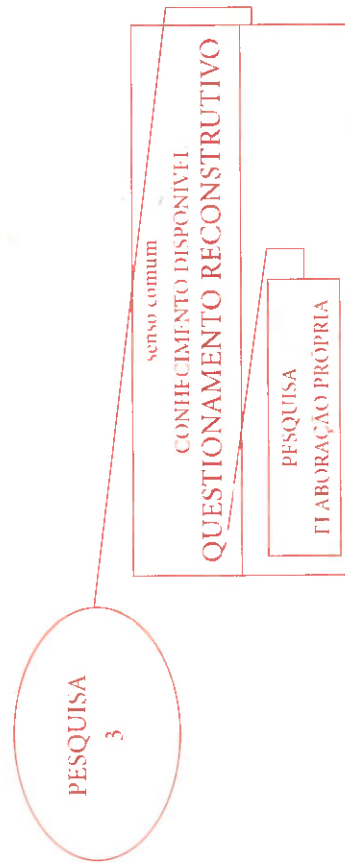 PESQUISA
3
senso comum
CONHECIMENTO DISPONÍVEL
QUESTIONAMENTO RECONSTRUTIVO
PESQUISA
ELABORAÇÃO PRÓPRIA